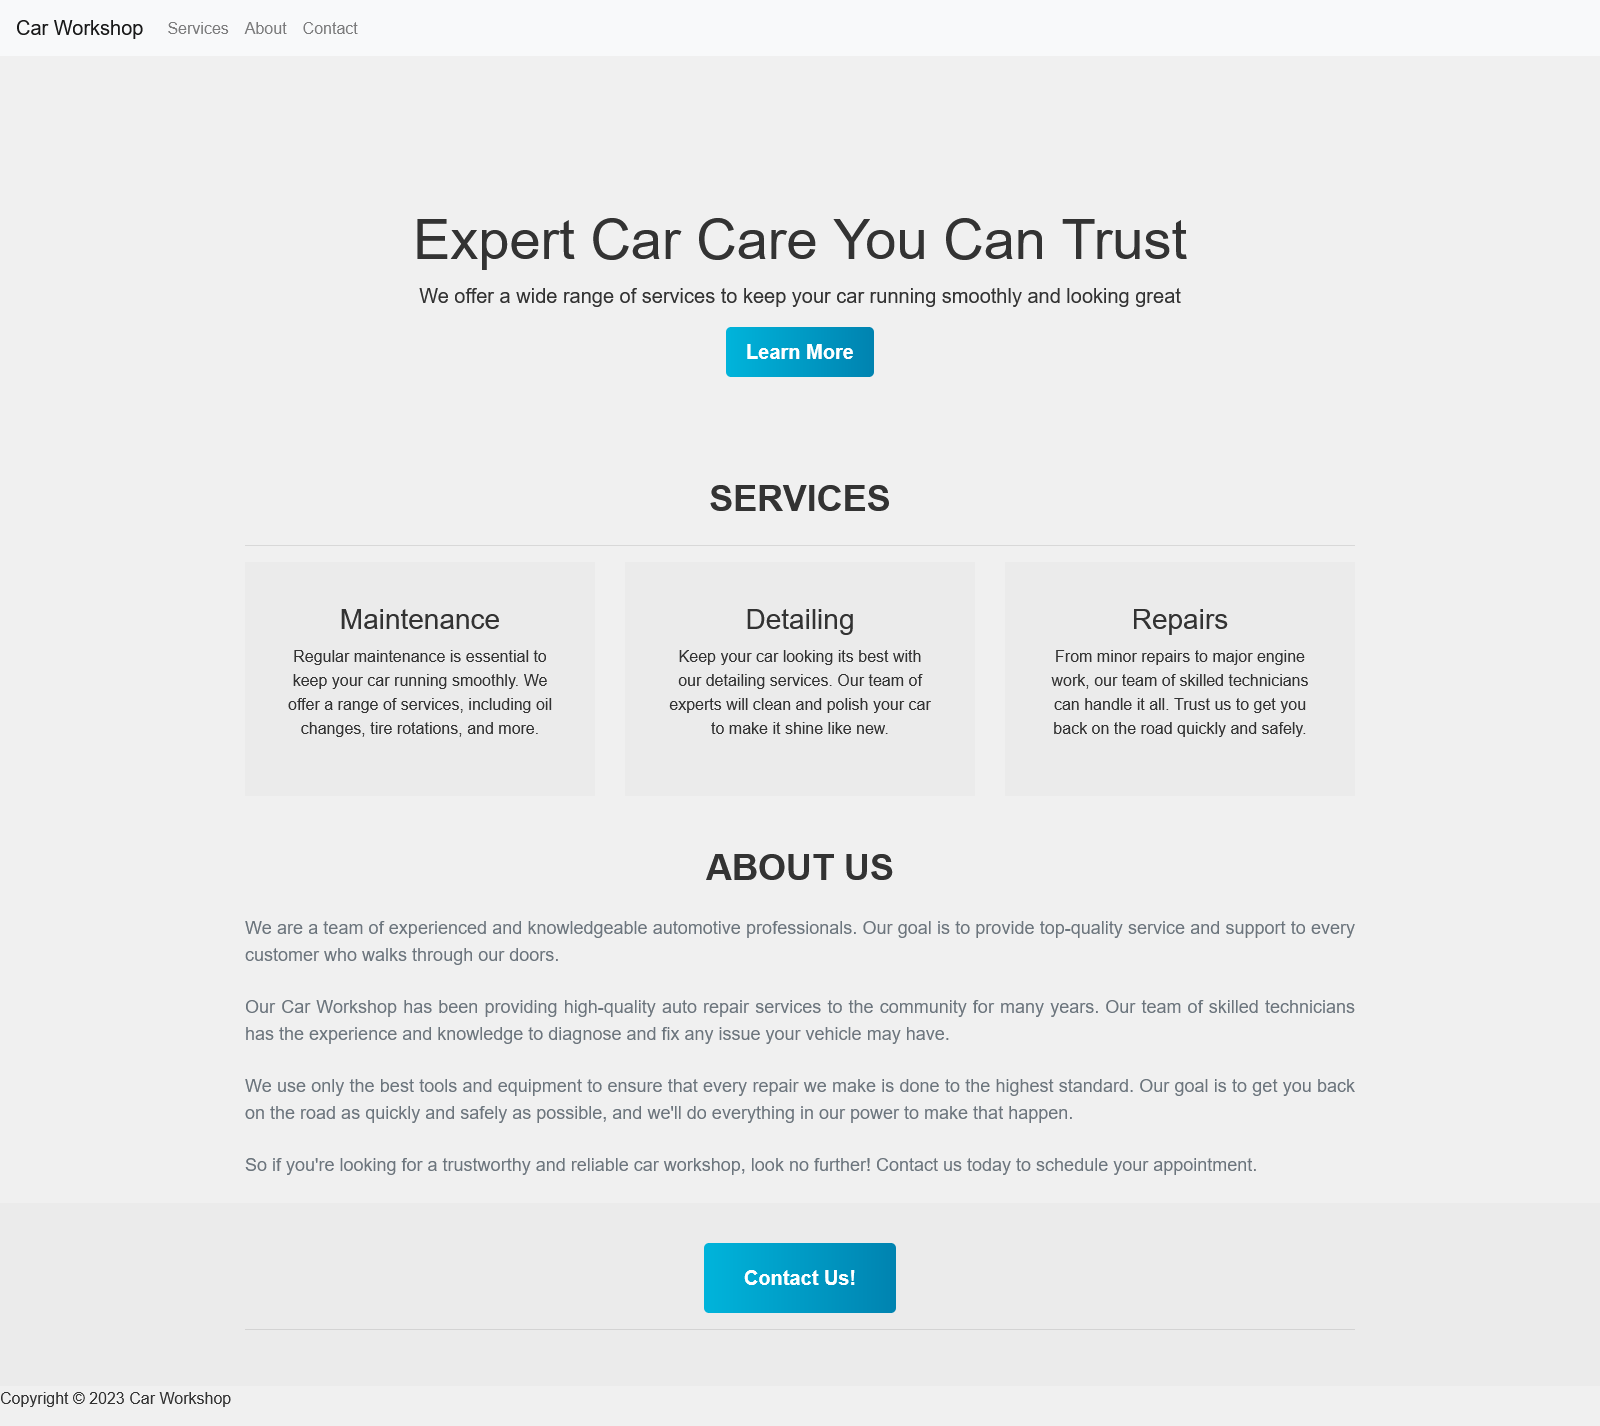 Car Workshop Services About Contact
Expert Car Care You Can Trust
We offer a wide range of services to keep your car running smoothly and looking great
Learn More
SERVICES
Maintenance
Regular maintenance is essential to
keep your car running smoothly. We
offer a range of services, including oil
changes, tire rotations, and more.
Detailing
Keep your car looking its best with
our detailing services. Our team of
experts will clean and polish your car
to make it shine like new.
Repairs
From minor repairs to major engine
work, our team of skilled technicians
can handle it all. Trust us to get you
back on the road quickly and safely.
ABOUT US
We are a team of experienced and knowledgeable automotive professionals. Our goal is to provide top-quality service and support to every
customer who walks through our doors.
Our Car Workshop has been providing high-quality auto repair services to the community for many years. Our team of skilled technicians
has the experience and knowledge to diagnose and fix any issue your vehicle may have.
We use only the best tools and equipment to ensure that every repair we make is done to the highest standard. Our goal is to get you back
on the road as quickly and safely as possible, and we'll do everything in our power to make that happen.
So if you're looking for a trustworthy and reliable car workshop, look no further! Contact us today to schedule your appointment.
Contact Us!
Copyright © 2023 Car Workshop